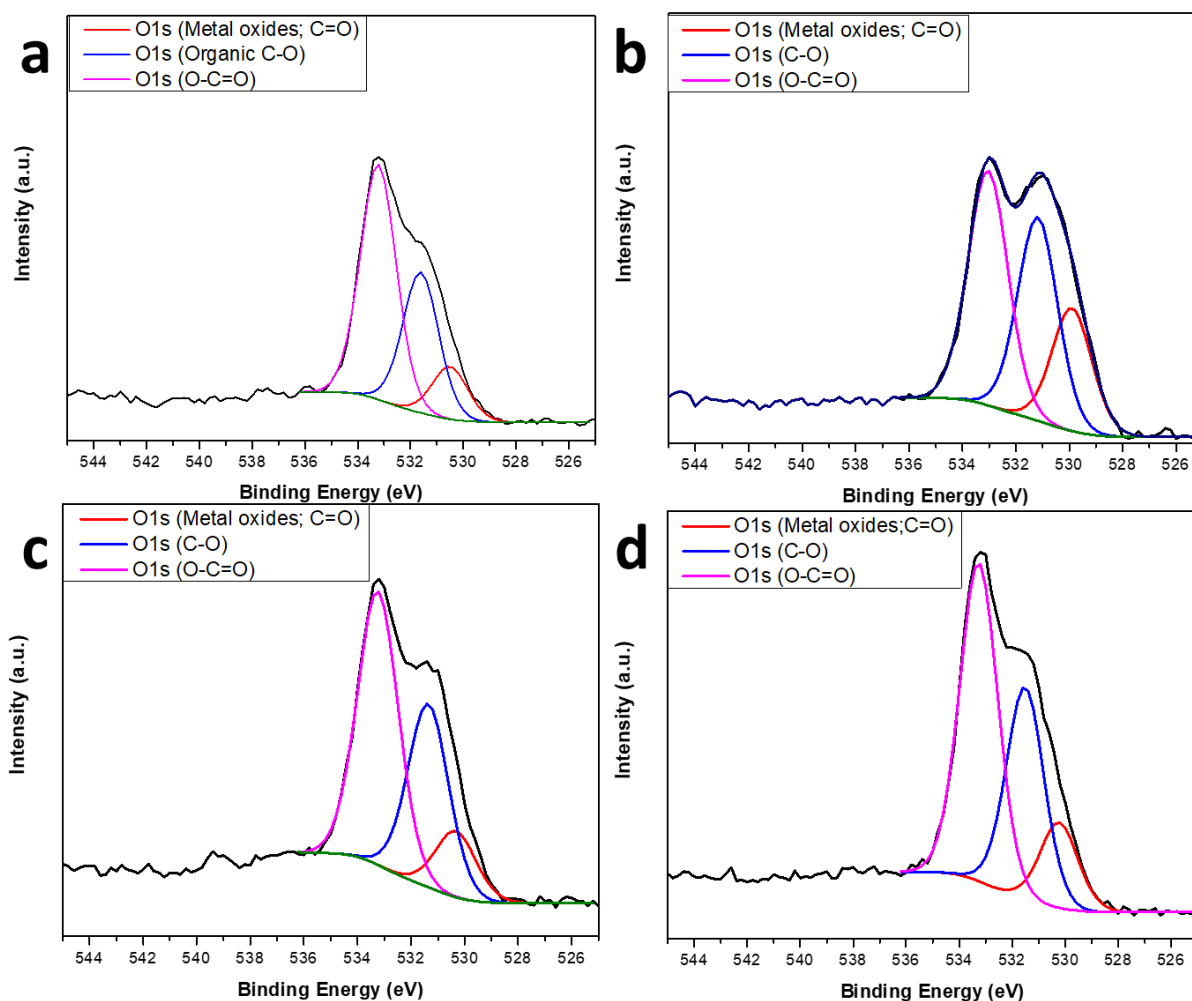 a
O1s (Metal oxides; C=O)
O1s (Organic C-O)
O1s (O-C=O)
Intensity (a.u.)
544 542 540 538 536 534 532 530 528 526
Binding Energy (eV)
b
O1s (Metal oxides; C=O)
O1s (C-O)
O1s (O-C=O)
Intensity (a.u.)
544 542 540 538 536 534 532 530 528 526
Binding Energy (eV)
c
O1s (Metal oxides; C=O)
O1s (C-O)
O1s (O-C=O)
Intensity (a.u.)
544 542 540 538 536 534 532 530 528 526
Binding Energy (eV)
d
O1s (Metal oxides;C=O)
O1s (C-O)
O1s (O-C=O)
Intensity (a.u.)
544 542 540 538 536 534 532 530 528 526
Binding Energy (eV)